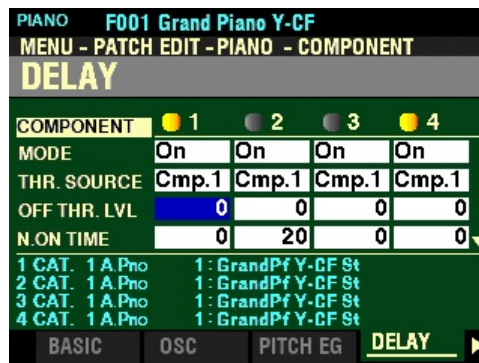 PIANO F001 Grand Piano Y-CF
MENU - PATCH EDIT -PIANO - COMPONENT
DELAY
COMPONENT 1 2 3 4
MODE On On On On
THR. SOURCE Cmp.1 Cmp.1 Cmp.1 Cmp.1
OFF THR. LVL 0 0 0 0
N.ON TIME 0 20 0 0
1 CAT. 1 A.Pno 1: GrandPf Y-CF St
2 CAT. 1 A.Pno 1: GrandPf Y-CF St
3 CAT. 1 A.Pno 1: GrandPf Y-CF St
4 CAT. 1 A.Pno 1: GrandPf Y-CF St
BASIC OSC PITCH EG DELAY